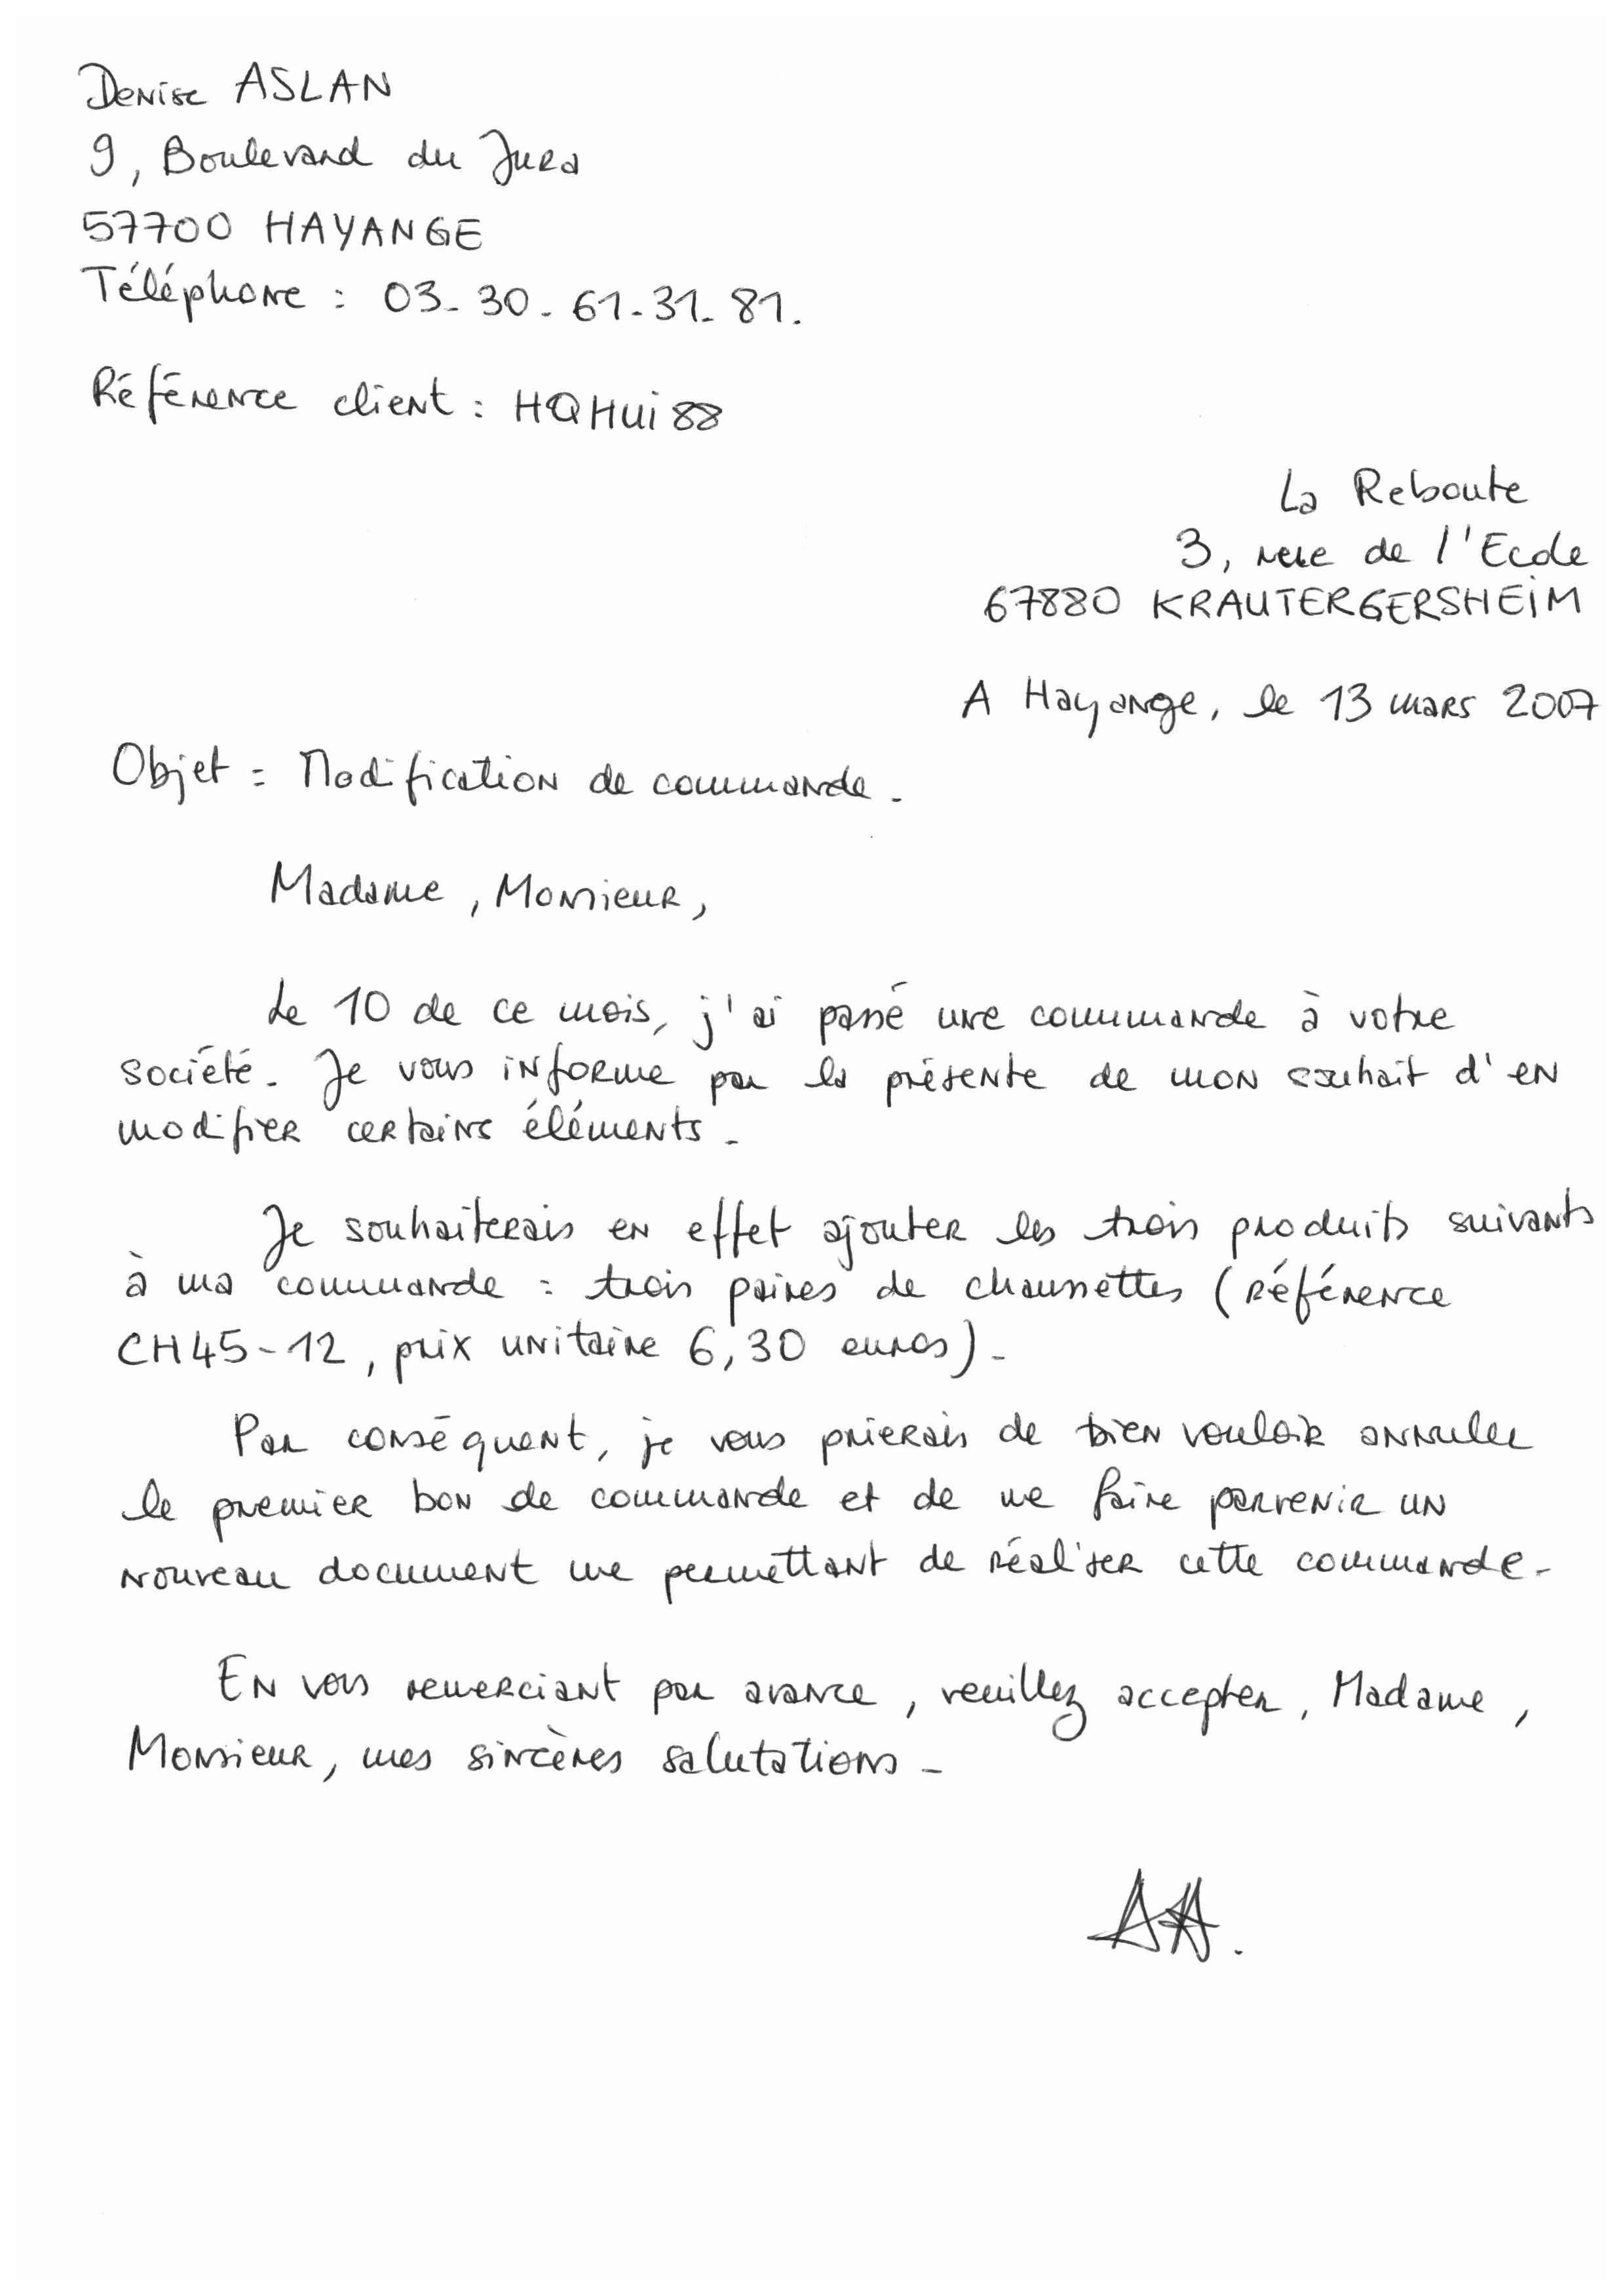 Denise ASLAN
9, Boulevard du Jura
57700 HAYANGE
Téléphone : 03-30-61-31-81.
Référence client : HQHUi88
La Reboute
3, rue de l'Ecole
67880 KRAUTERGERSHEiM
A Hayange, le 13 mars 2007
Objet : Modification de commande.
Madame, Monsieur,
Le 10 de ce mois, j'ai passé une commande à votre
société. Je vous informe par la présente de mon souhait d'en
modifier certains éléments.
Je souhaiterais en effet ajouter les trois produits suivants
à ma commande : trois paires de chaussettes (référence
CH45-12, prix unitaire 6,30 euros).
Par conséquent, je vous prierais de bien vouloir annuler
le premier bon de commande et de me faire parvenir un
nouveau document me permettant de réaliser cette commande.
En vous remerciant par avance, veuillez accepter, Madame,
Monsieur, mes sincères salutations.